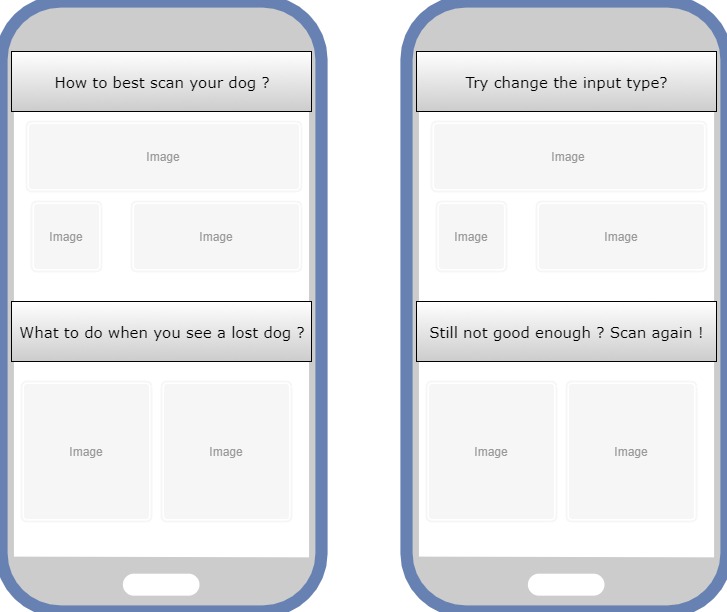 How to best scan your dog ?
Image
Image
Image
What to do when you see a lost dog ?
Image
Image
Try change the input type?
Image
Image
Image
Still not good enough ? Scan again !
Image
Image